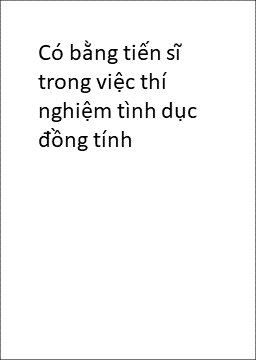 Có bằng tiến sĩ
trong việc thí
nghiệm tình dục
đồng tính